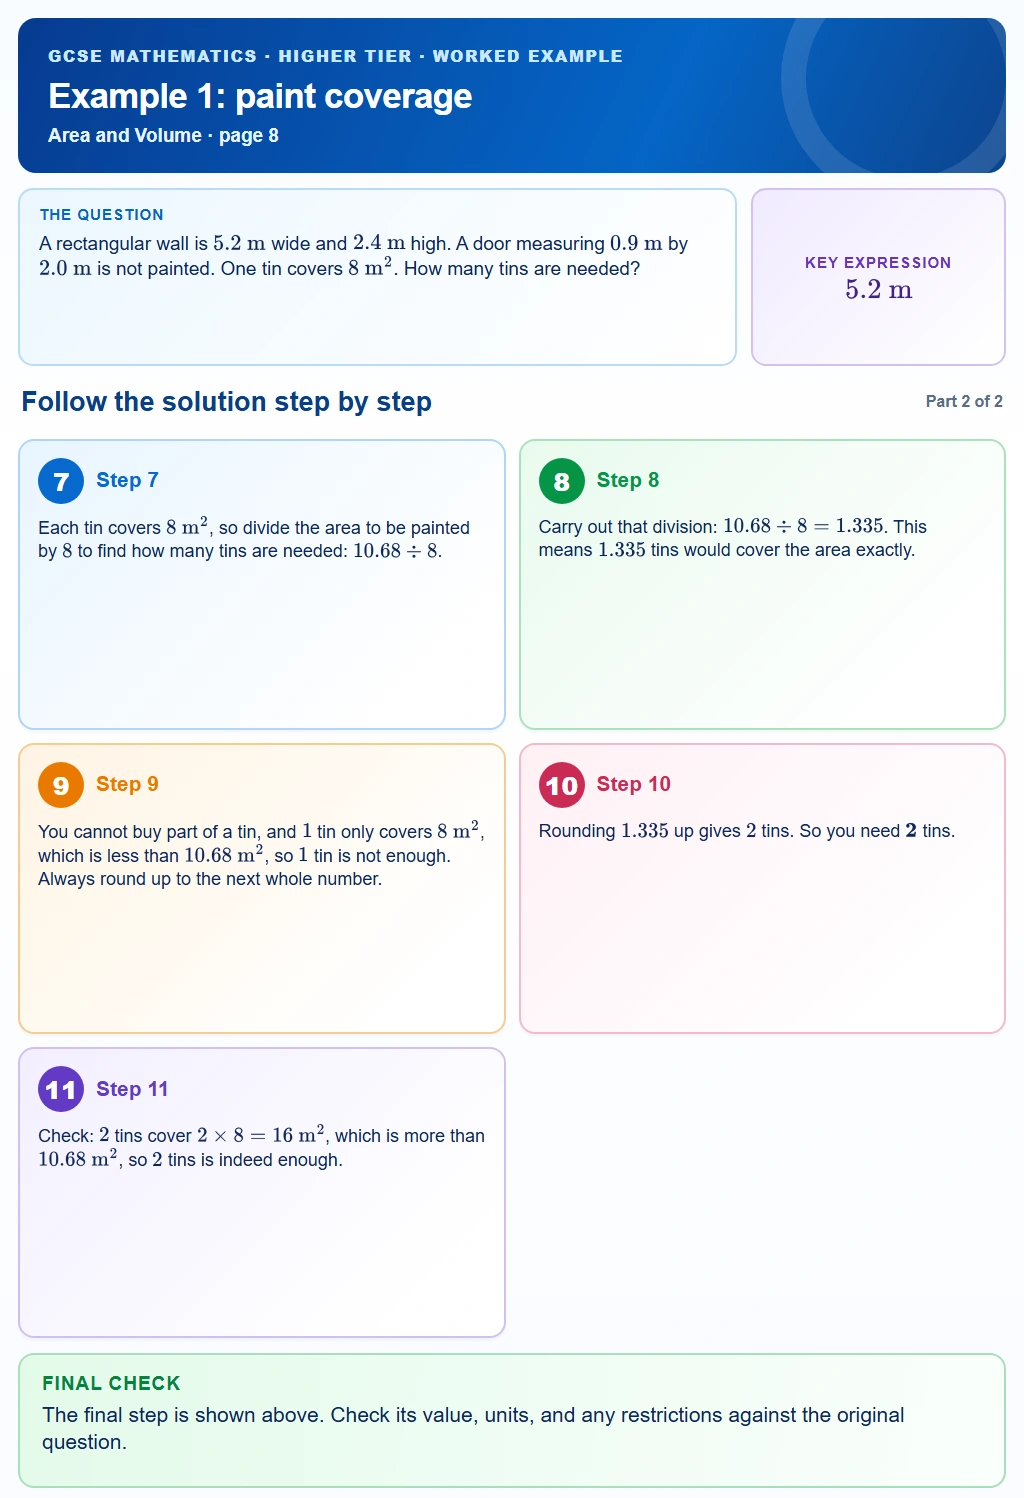 GCSE MATHEMATICS · HIGHER TIER · WORKED EXAMPLE
Example 1: paint coverage
Area and Volume · page 8
THE QUESTION
A rectangular wall is 5.2 m wide and 2.4 m high. A door measuring 0.9 m by
2.0 m is not painted. One tin covers 8 m². How many tins are needed?
KEY EXPRESSION
5.2 m
Follow the solution step by step
Part 2 of 2
7 Step 7
Each tin covers 8 m², so divide the area to be painted
by 8 to find how many tins are needed: 10.68 ÷ 8.
8 Step 8
Carry out that division: 10.68 ÷ 8 = 1.335. This
means 1.335 tins would cover the area exactly.
9 Step 9
You cannot buy part of a tin, and 1 tin only covers 8 m²,
which is less than 10.68 m², so 1 tin is not enough.
Always round up to the next whole number.
10 Step 10
Rounding 1.335 up gives 2 tins. So you need 2 tins.
11 Step 11
Check: 2 tins cover 2 × 8 = 16 m², which is more than
10.68 m², so 2 tins is indeed enough.
FINAL CHECK
The final step is shown above. Check its value, units, and any restrictions against the original
question.